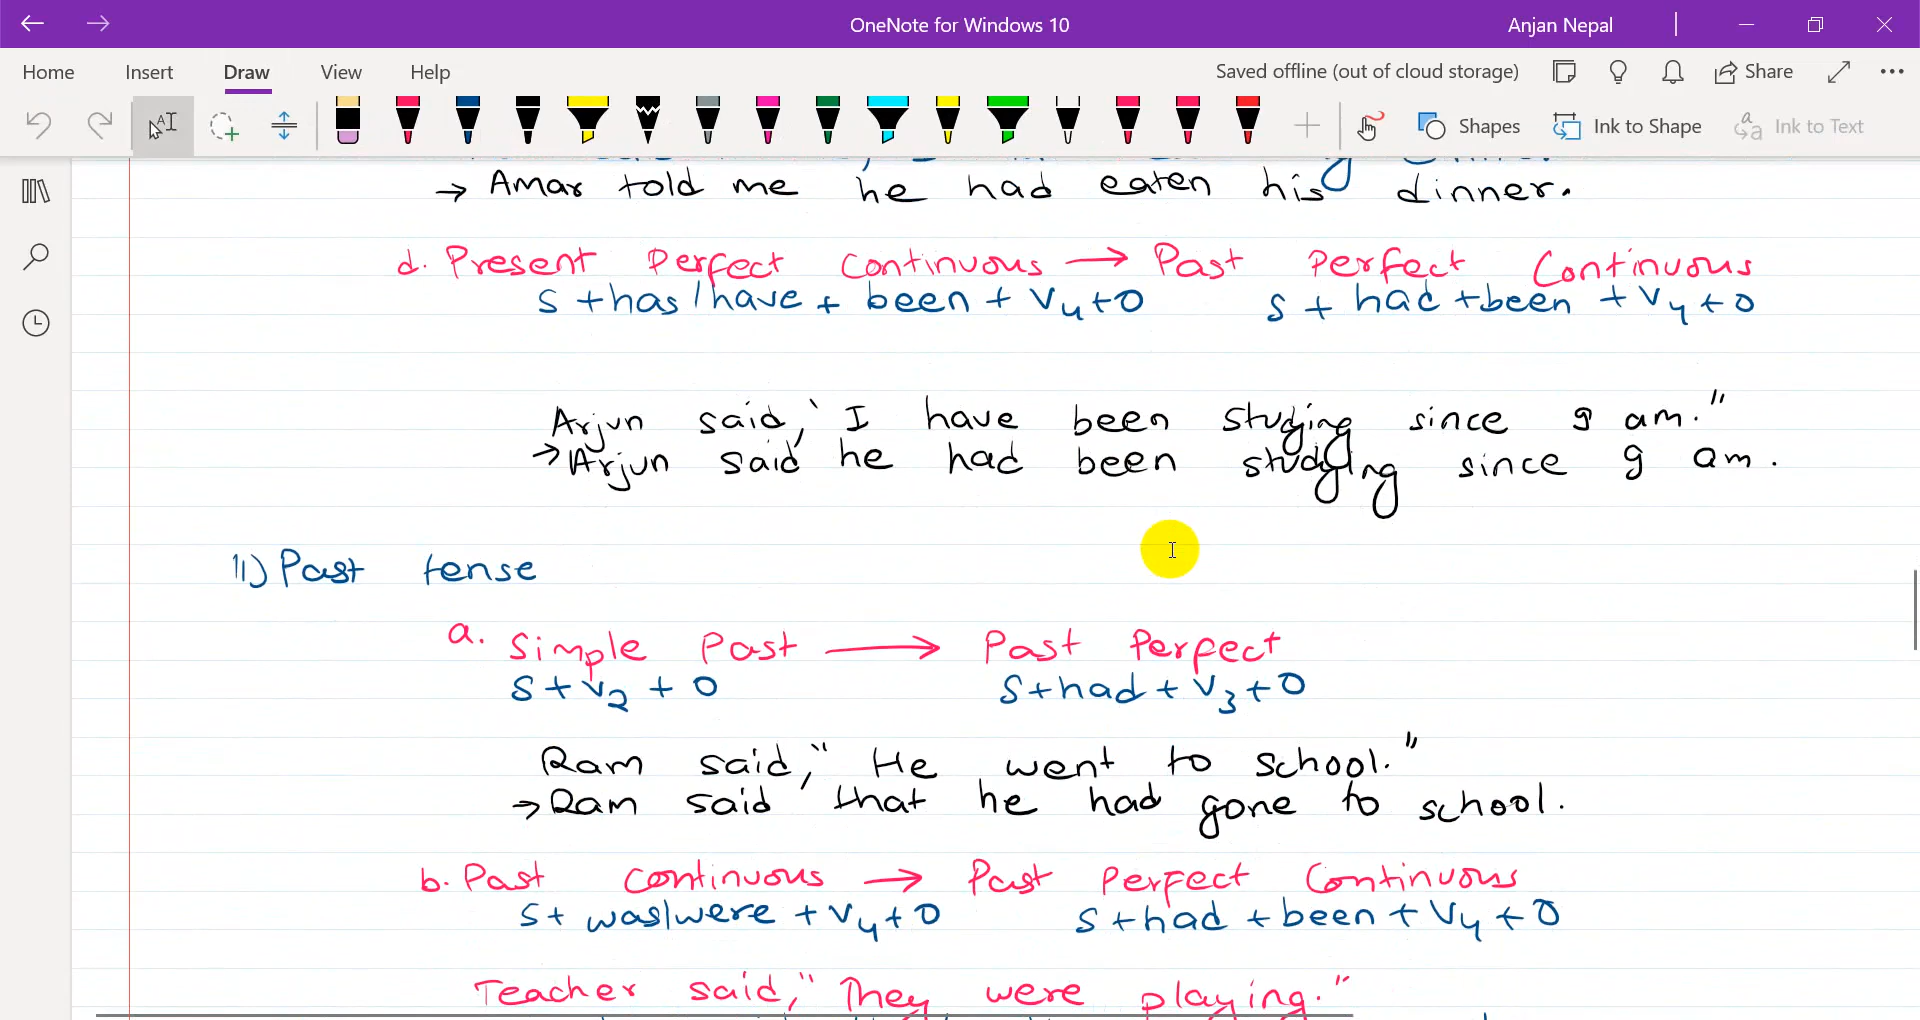 OneNote for Windows 10
Anjan Nepal
Home Insert Draw View Help
Saved offline (out of cloud storage)
Share
Shapes
Ink to Shape
Ink to Text
→ Amar told me he had eaten his dinner.
d. Present Perfect Continuous → Past Perfect Continuous
S + has/have + been + V4 + O S + had + been + V4 + O
Arjun said, "I have been studying since 9 am."
→ Arjun said he had been studying since 9 am.
II) Past tense
a. Simple Past → Past Perfect
S + V2 + O S + had + V3 + O
Ram said, "He went to school."
→ Ram said that he had gone to school.
b. Past Continuous → Past Perfect Continuous
S + was/were + V4 + O S + had + been + V4 + O
Teacher said, "They were playing."